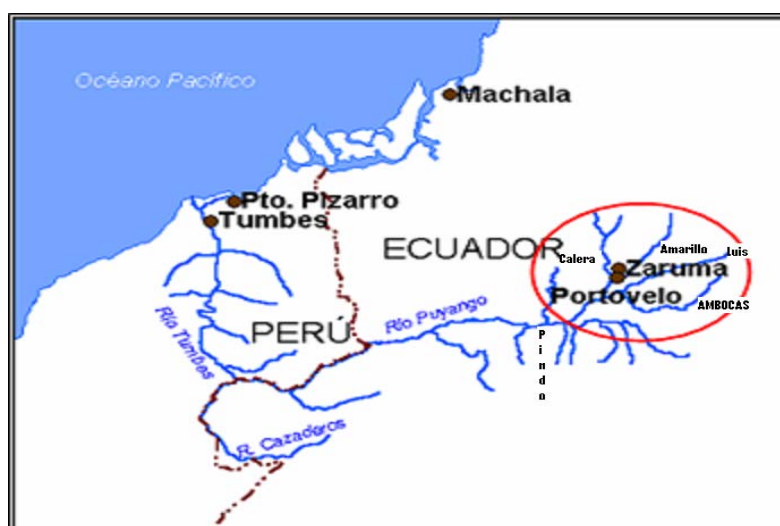 Océano Pacífico
Machala
Pto. Pizarro
Tumbes
ECUADOR
Calera
Amarillo
Luis
Zaruma
Portovelo
AMBOCAS
Río Tumbes
PERÚ
Río Puyango
Pindo
R. Cazaderos